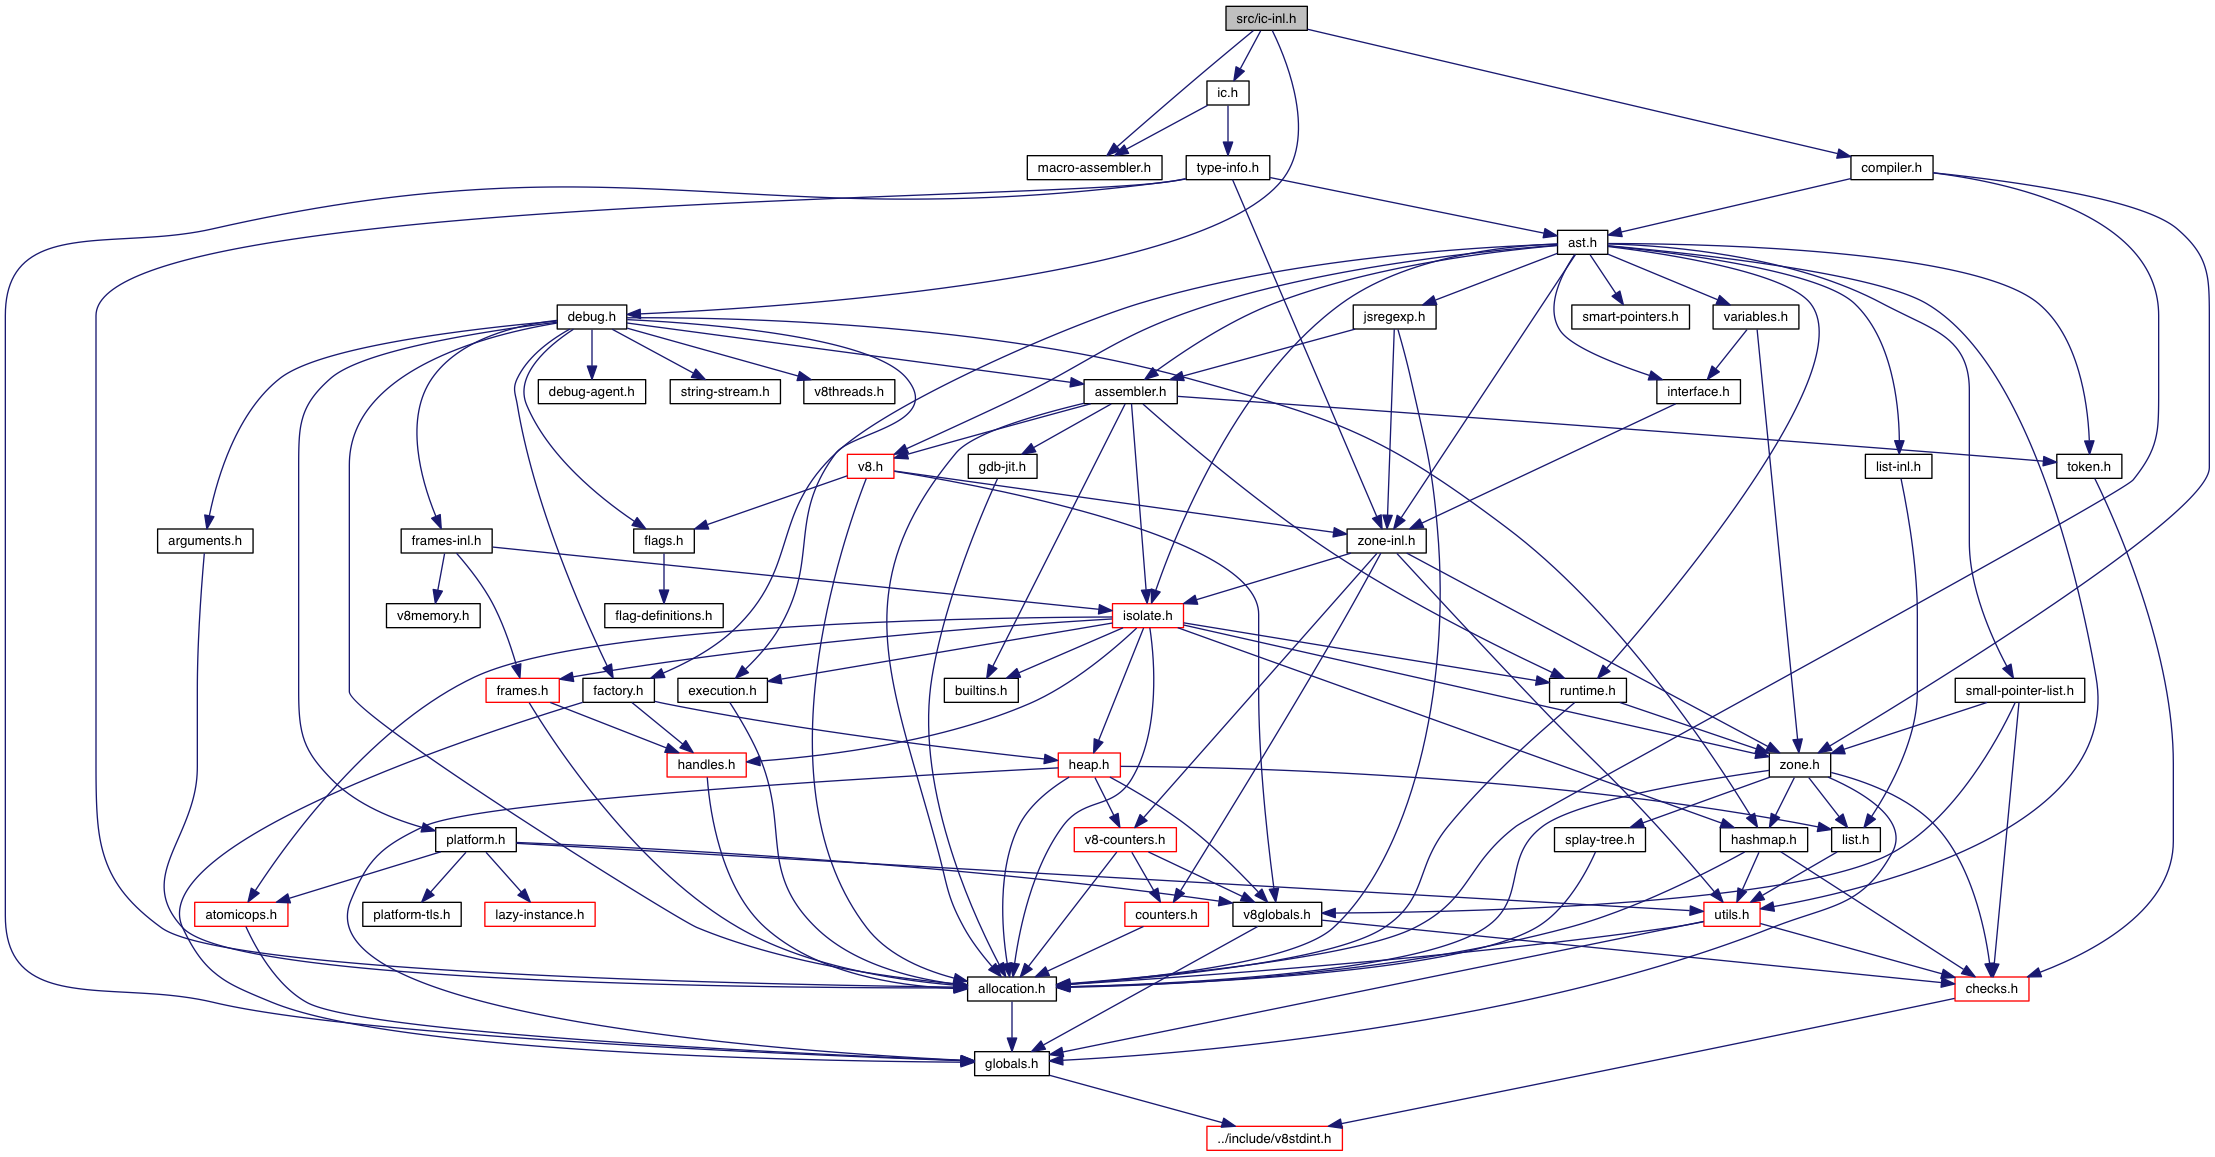 src/ic-inl.h
ic.h
macro-assembler.h
type-info.h
compiler.h
ast.h
debug.h
jsregexp.h
smart-pointers.h
variables.h
debug-agent.h
string-stream.h
v8threads.h
assembler.h
interface.h
v8.h
gdb-jit.h
list-inl.h
token.h
arguments.h
frames-inl.h
flags.h
zone-inl.h
v8memory.h
flag-definitions.h
isolate.h
frames.h
factory.h
execution.h
builtins.h
runtime.h
small-pointer-list.h
handles.h
heap.h
zone.h
platform.h
v8-counters.h
splay-tree.h
hashmap.h
list.h
atomicops.h
platform-tls.h
lazy-instance.h
counters.h
v8globals.h
utils.h
allocation.h
checks.h
globals.h
../include/v8stdint.h